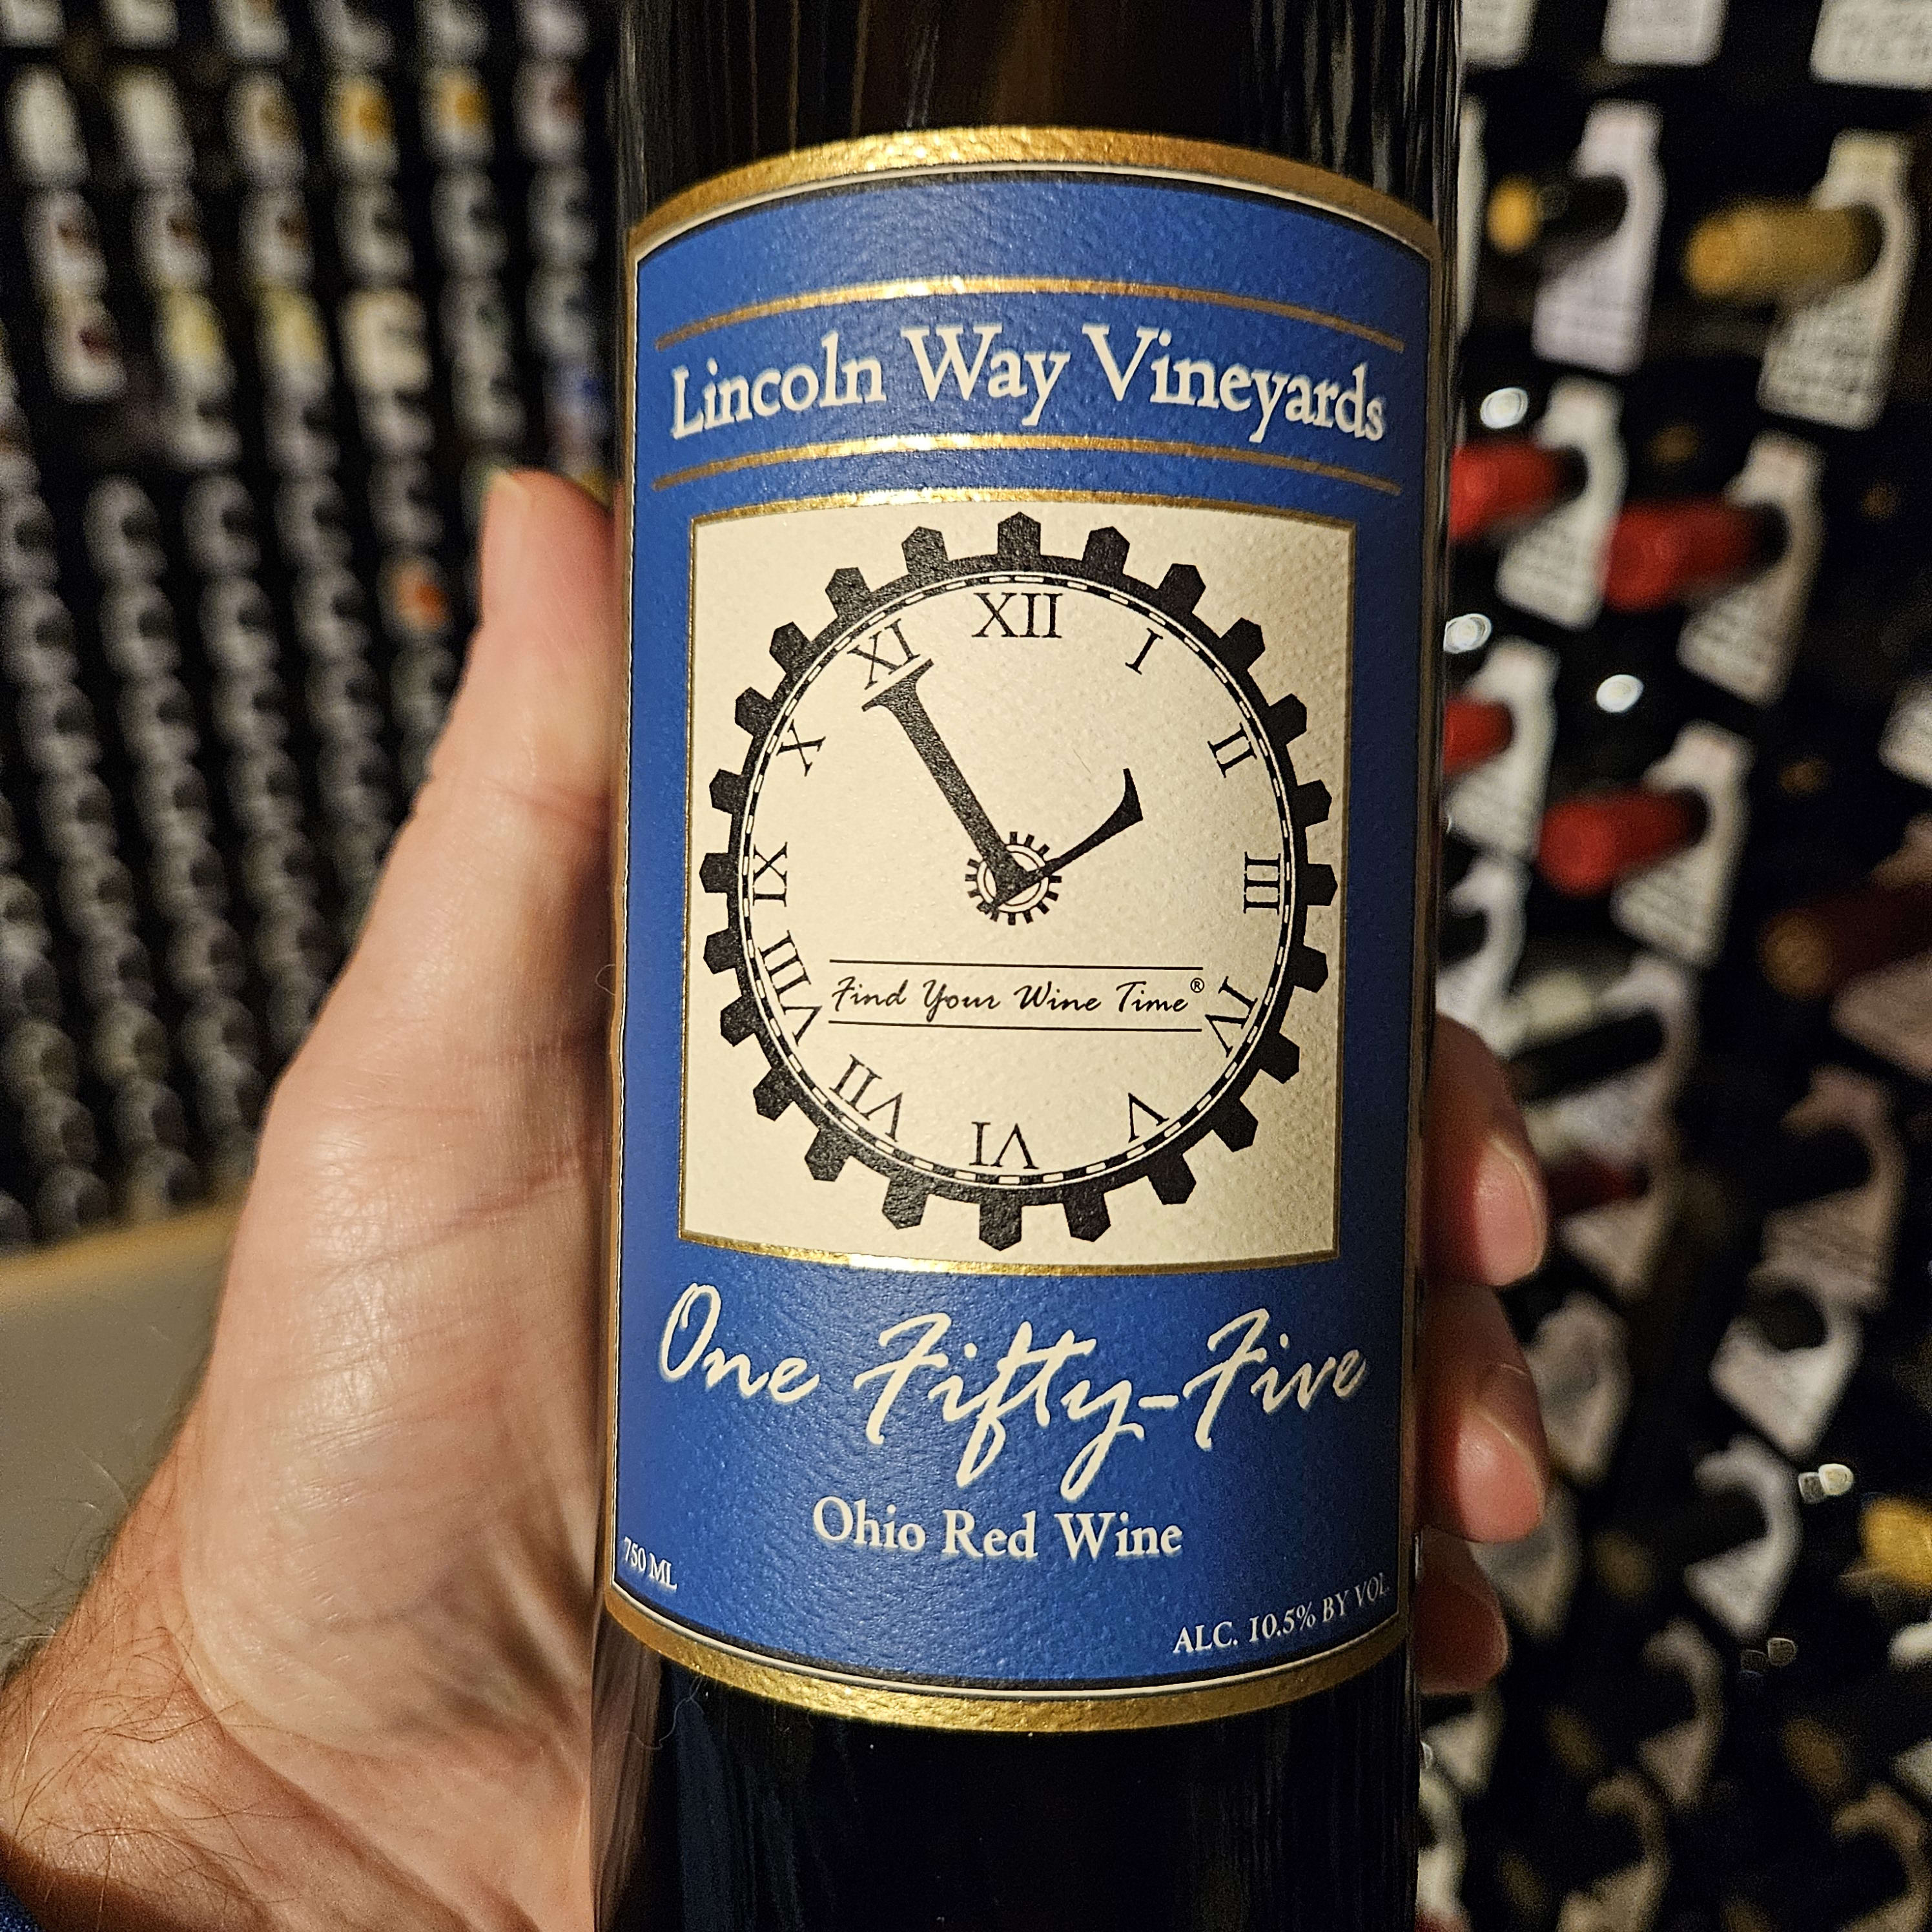 Lincoln Way Vineyards
XII
XI
I
X
II
IX
III
VIII
IV
Find Your Wine Time®
VII
V
VI
One Fifty-Five
Ohio Red Wine
750 ML
ALC. 10.5% BY VOL.